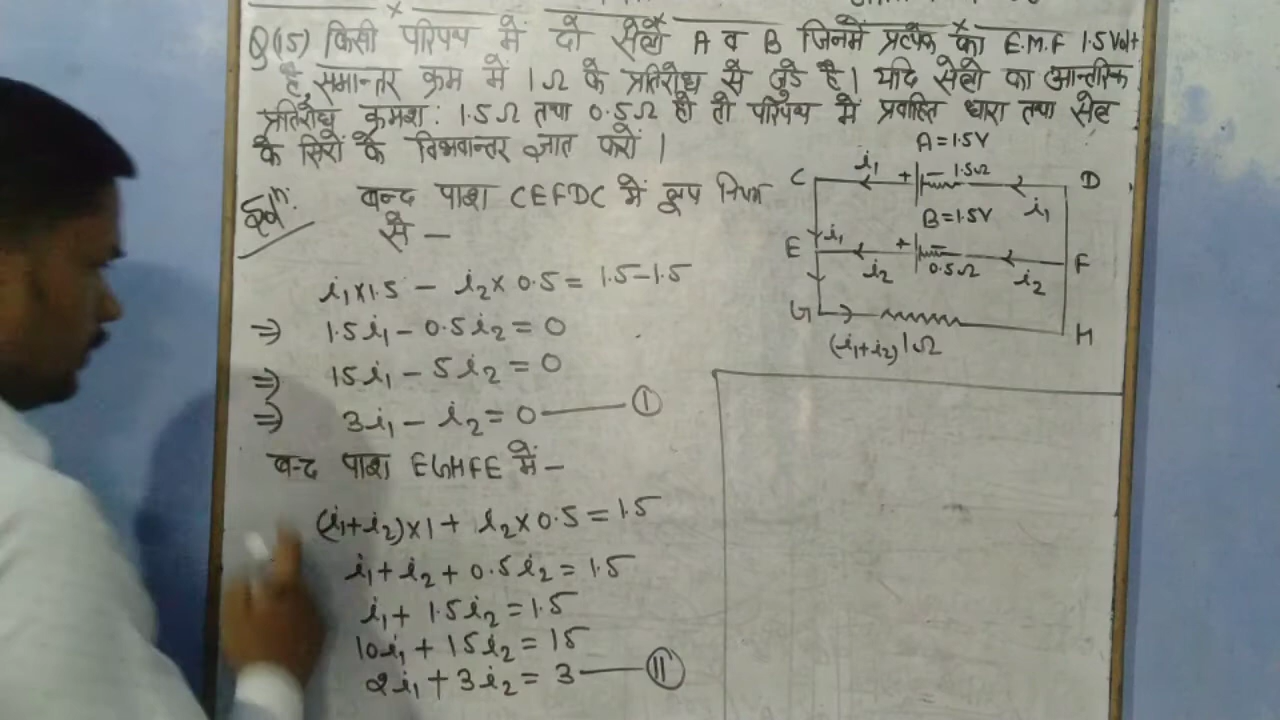 Q(15) किसी परिपथ में दो सेलों A व B जिनमें प्रत्येक का E.M.F 1.5 Volt
है, समान्तर क्रम में 1Ω के प्रतिरोध से जुडे है। यदि सेलो का आन्तरिक
प्रतिरोध क्रमश: 1.5Ω तथा 0.5Ω हो तो परिपथ में प्रवाहित धारा तथा सेल
के सिरों के विभवान्तर ज्ञात करों।
Solⁿ. बन्द पाश CEFDC में लूप नियम
से —
i₁×1.5 − i₂×0.5 = 1.5−1.5
⇒ 1.5i₁ − 0.5i₂ = 0
⇒ 15i₁ − 5i₂ = 0
⇒ 3i₁ − i₂ = 0 — (I)
बन्द पाश EGHFE में —
(i₁+i₂)×1 + i₂×0.5 = 1.5
i₁+i₂+0.5i₂ = 1.5
i₁+ 1.5i₂ = 1.5
10i₁ + 15i₂ = 15
2i₁ + 3i₂ = 3 — (II)
A=1.5V
C i₁ + − 1.5Ω i₁ D
B=1.5V
E i₁ i₂ + − 0.5Ω i₂ F
G H
(i₁+i₂) 1Ω